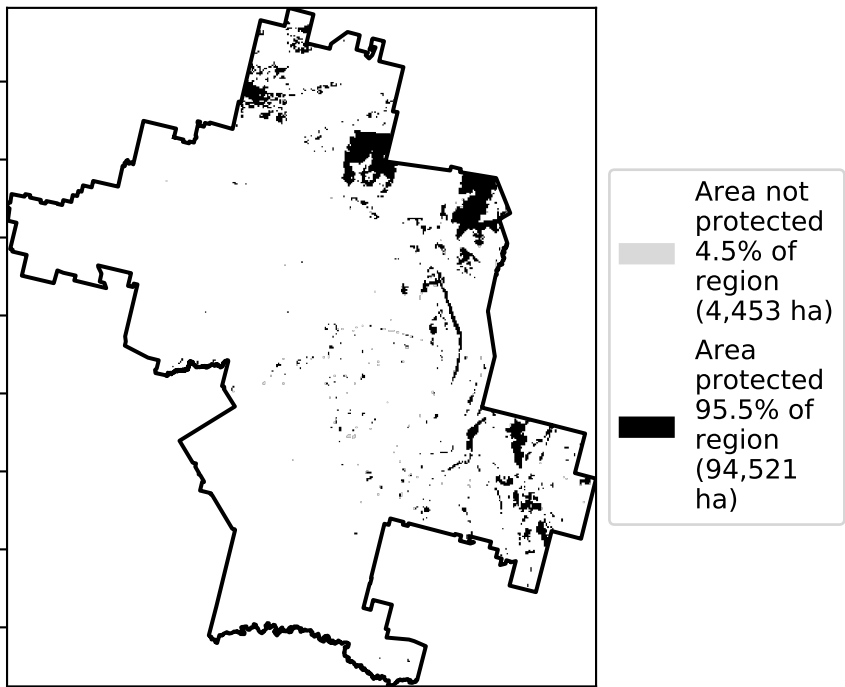 Area not
protected
4.5% of
region
(4,453 ha)
Area
protected
95.5% of
region
(94,521
ha)